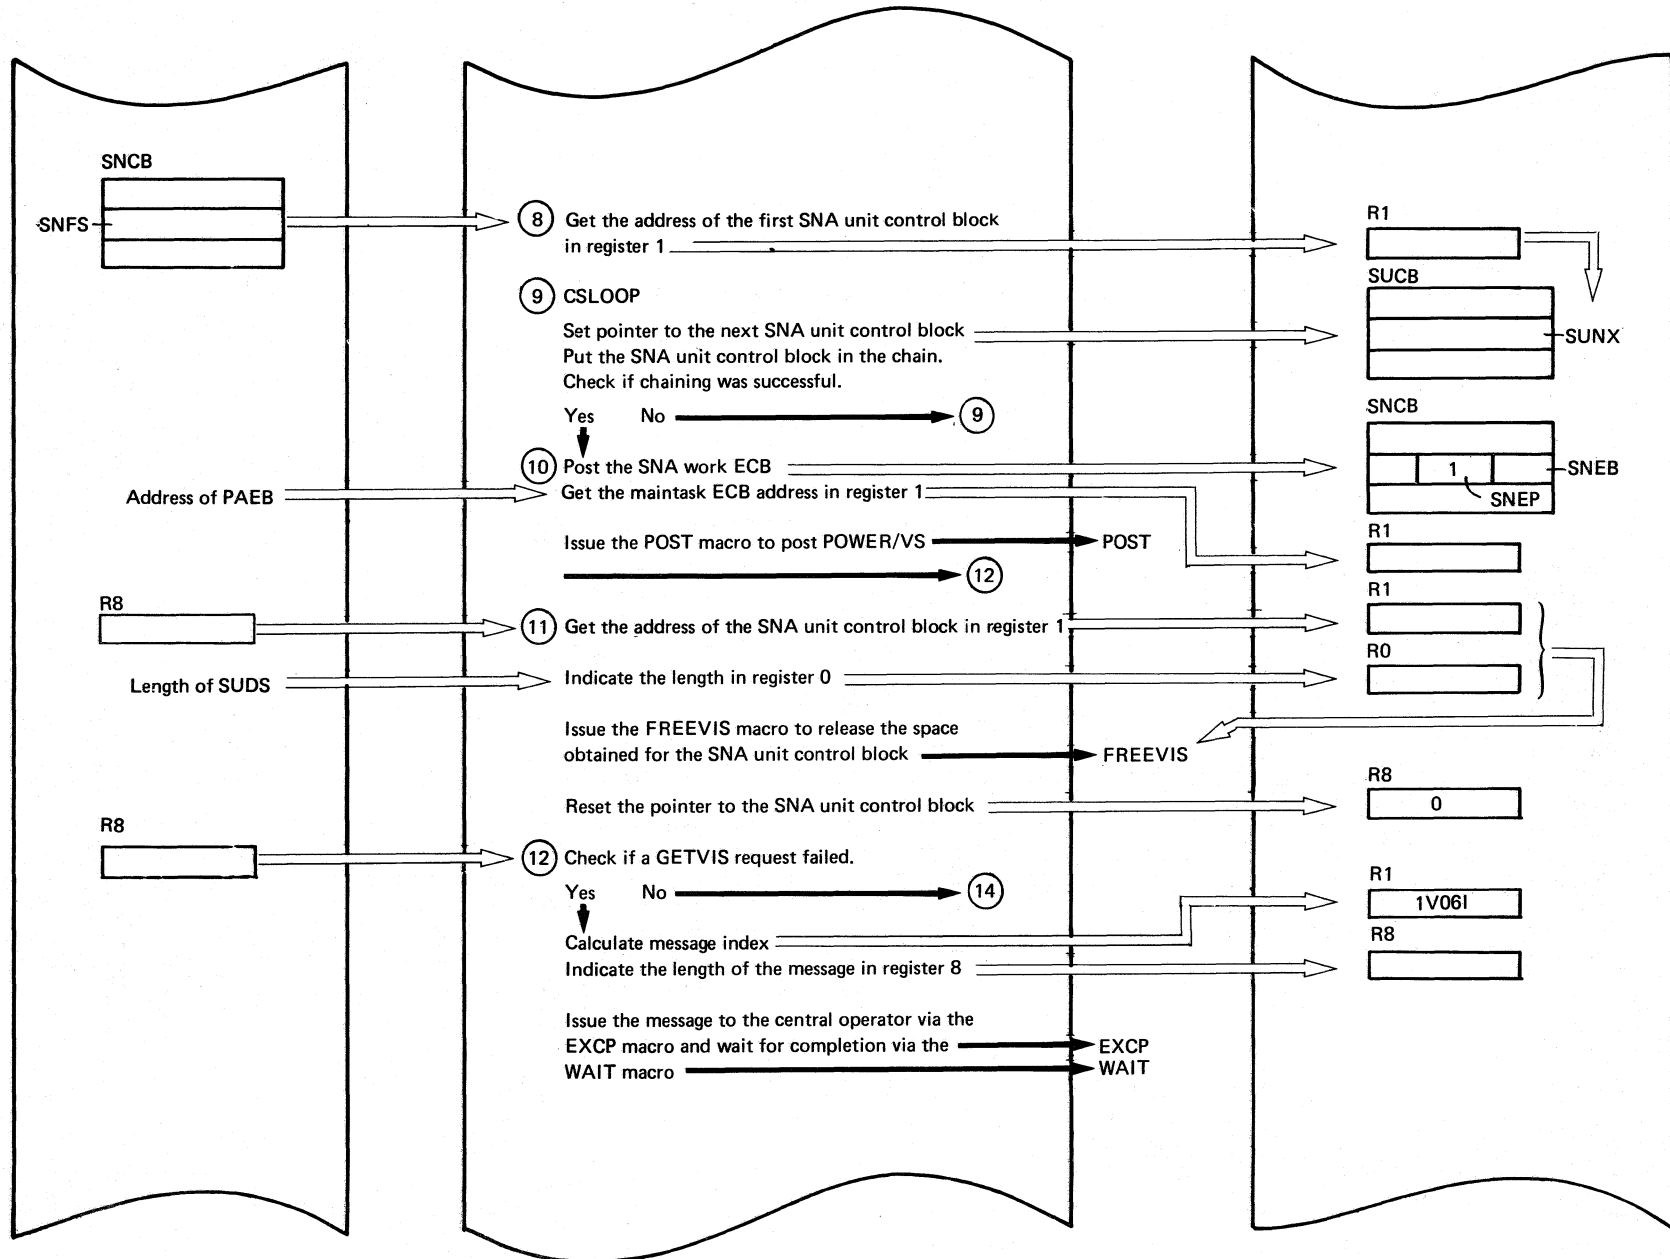 SNCB
SNFS
8 Get the address of the first SNA unit control block
in register 1
R1
SUCB
9 CSLOOP
Set pointer to the next SNA unit control block
SUNX
Put the SNA unit control block in the chain.
Check if chaining was successful.
Yes No 9
SNCB
10 Post the SNA work ECB
1
SNEB
SNEP
Address of PAEB
Get the maintask ECB address in register 1
R1
Issue the POST macro to post POWER/VS POST
12
R8
11 Get the address of the SNA unit control block in register 1
R1
Length of SUDS
Indicate the length in register 0
R0
Issue the FREEVIS macro to release the space
obtained for the SNA unit control block FREEVIS
Reset the pointer to the SNA unit control block
R8
0
R8
12 Check if a GETVIS request failed.
Yes No 14
R1
1V06I
Calculate message index
Indicate the length of the message in register 8
R8
Issue the message to the central operator via the
EXCP macro and wait for completion via the EXCP
WAIT macro WAIT